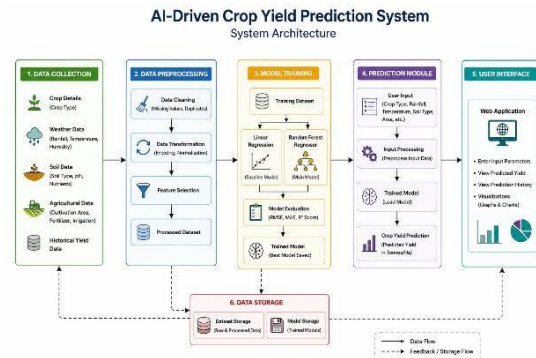 AI-Driven Crop Yield Prediction System
System Architecture
1. DATA COLLECTION
Crop Details
(Crop Type)
Weather Data
(Rainfall, Temperature,
Humidity)
Soil Data
(Soil Type, pH,
Nutrients)
Agricultural Data
(Cultivation Area,
Fertilizer, Irrigation)
Historical Yield
Data
2. DATA PREPROCESSING
Data Cleaning
(Missing Values, Duplicates)
Data Transformation
(Encoding, Normalization)
Feature Selection
Processed Dataset
3. MODEL TRAINING
Training Dataset
Linear
Regression
(Baseline Model)
Random Forest
Regressor
(Main Model)
Model Evaluation
(RMSE, MAE, R² Score)
Trained Model
(Best Model Saved)
4. PREDICTION MODULE
User Input
(Crop Type, Rainfall,
Temperature, Soil Type,
Area, etc.)
Input Processing
(Preprocess Input Data)
Trained Model
(Load Model)
Crop Yield Prediction
(Predicted Yield
in Tonnes/Ha)
5. USER INTERFACE
Web Application
• Enter Input Parameters
• View Predicted Yield
• View Prediction History
• Visualizations
(Graphs & Charts)
6. DATA STORAGE
Dataset Storage
(Raw & Processed Data)
Model Storage
(Trained Models)
Data Flow
Feedback / Storage Flow